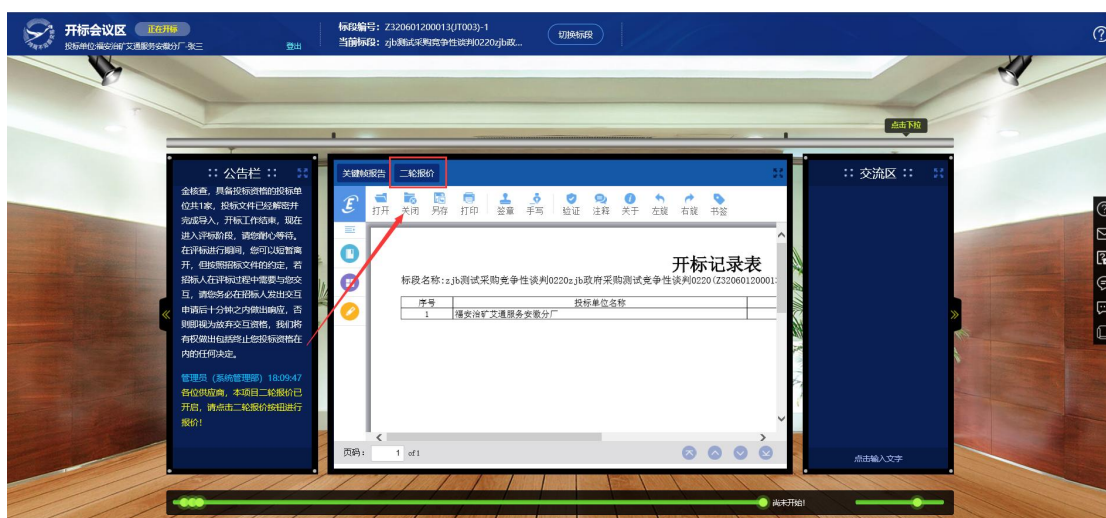 开标会议区 正在开标
投标单位:福安治矿艾通服务安徽分厂-张三 登出
标段编号：Z320601200013(JT003)-1
当前标段：zjb测试采购竞争性谈判0220zjb政...
切换标段
点击下拉
:: 公告栏 ::
金核查，具备投标资格的投标单
位共1家，投标文件已经解密并
完成导入，开标工作结束，现在
进入评标阶段，请您耐心等待。
在评标进行期间，您可以短暂离
开，但按照招标文件的约定，若
招标人在评标过程中需要与您交
互，请您务必在招标人发出交互
申请后十分钟之内做出响应，否
则即视为放弃交互资格，我们将
有权做出包括终止您投标资格在
内的任何决定。
管理员（系统管理部）18:09:47
各位供应商，本项目二轮报价已
开启，请点击二轮报价按钮进行
报价！
关键帧报告 二轮报价
打开 关闭 另存 打印 签章 手写 验证 注释 关于 左旋 右旋 书签
开标记录表
标段名称:zjb测试采购竞争性谈判0220zjb政府采购测试竞争性谈判0220(Z32060120001
序号 投标单位名称
1 福安治矿艾通服务安徽分厂
页码: 1 of1
:: 交流区 ::
点击输入文字
尚未开始!